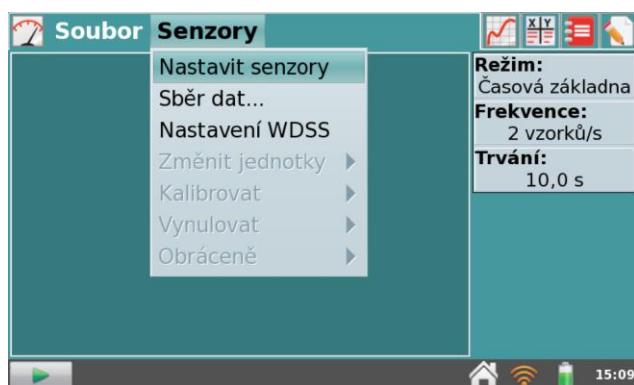 Soubor Senzory
Nastavit senzory
Sběr dat...
Nastavení WDSS
Změnit jednotky
Kalibrovat
Vynulovat
Obráceně
Režim:
Časová základna
Frekvence:
2 vzorků/s
Trvání:
10,0 s
X Y
15:09